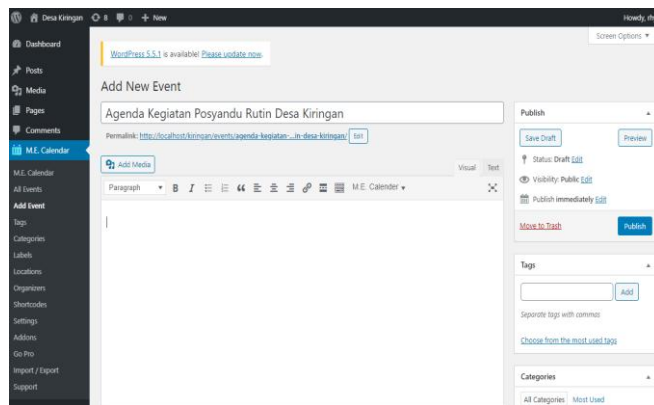 Desa Kiringan 8 0 + New Howdy, rh
Screen Options
Dashboard
Posts
Media
Pages
Comments
M.E. Calendar
M.E. Calendar
All Events
Add Event
Tags
Categories
Labels
Locations
Organizers
Shortcodes
Settings
Addons
Go Pro
Import / Export
Support
WordPress 5.5.1 is available! Please update now.
Add New Event
Agenda Kegiatan Posyandu Rutin Desa Kiringan
Permalink: http://localhost/kiringan/events/agenda-kegiatan-...in-desa-kiringan/ Edit
Add Media
Visual Text
Paragraph B I M.E. Calender
Publish
Save Draft Preview
Status: Draft Edit
Visibility: Public Edit
Publish immediately Edit
Move to Trash Publish
Tags
Add
Separate tags with commas
Choose from the most used tags
Categories
All Categories Most Used